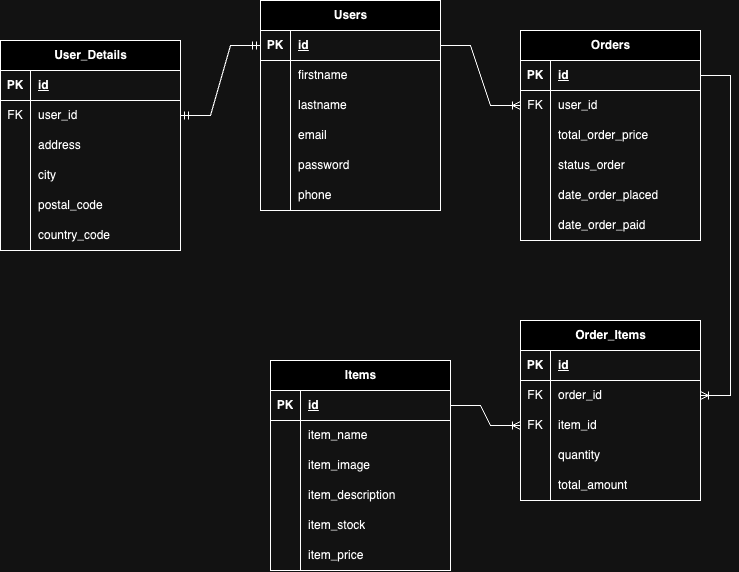 Users
PK id
firstname
lastname
email
password
phone
User_Details
PK id
FK user_id
address
city
postal_code
country_code
Orders
PK id
FK user_id
total_order_price
status_order
date_order_placed
date_order_paid
Order_Items
PK id
FK order_id
FK item_id
quantity
total_amount
Items
PK id
item_name
item_image
item_description
item_stock
item_price